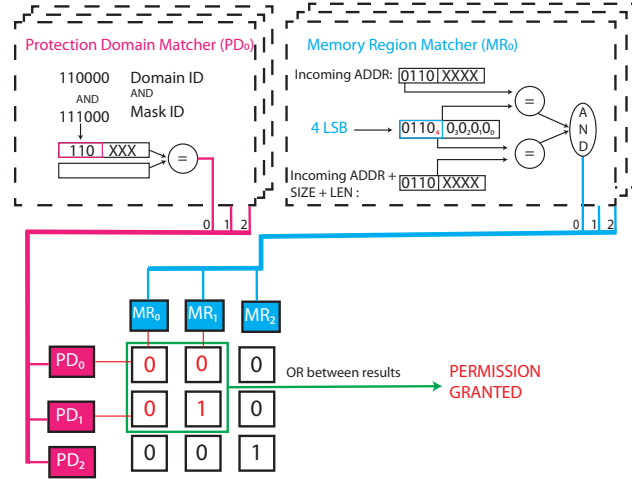 Protection Domain Matcher (PD₀)
110000 Domain ID
AND AND
111000 Mask ID
110 XXX
=
0 1 2
Memory Region Matcher (MR₀)
Incoming ADDR: 0110 XXXX
=
4 LSB 0110₄ 0₃0₂0₁0₀
=
AND
Incoming ADDR +
SIZE + LEN :
0110 XXXX
0 1 2
MR₀ MR₁ MR₂
PD₀ 0 0 0
OR between results
PERMISSION
GRANTED
PD₁ 0 1 0
PD₂ 0 0 1